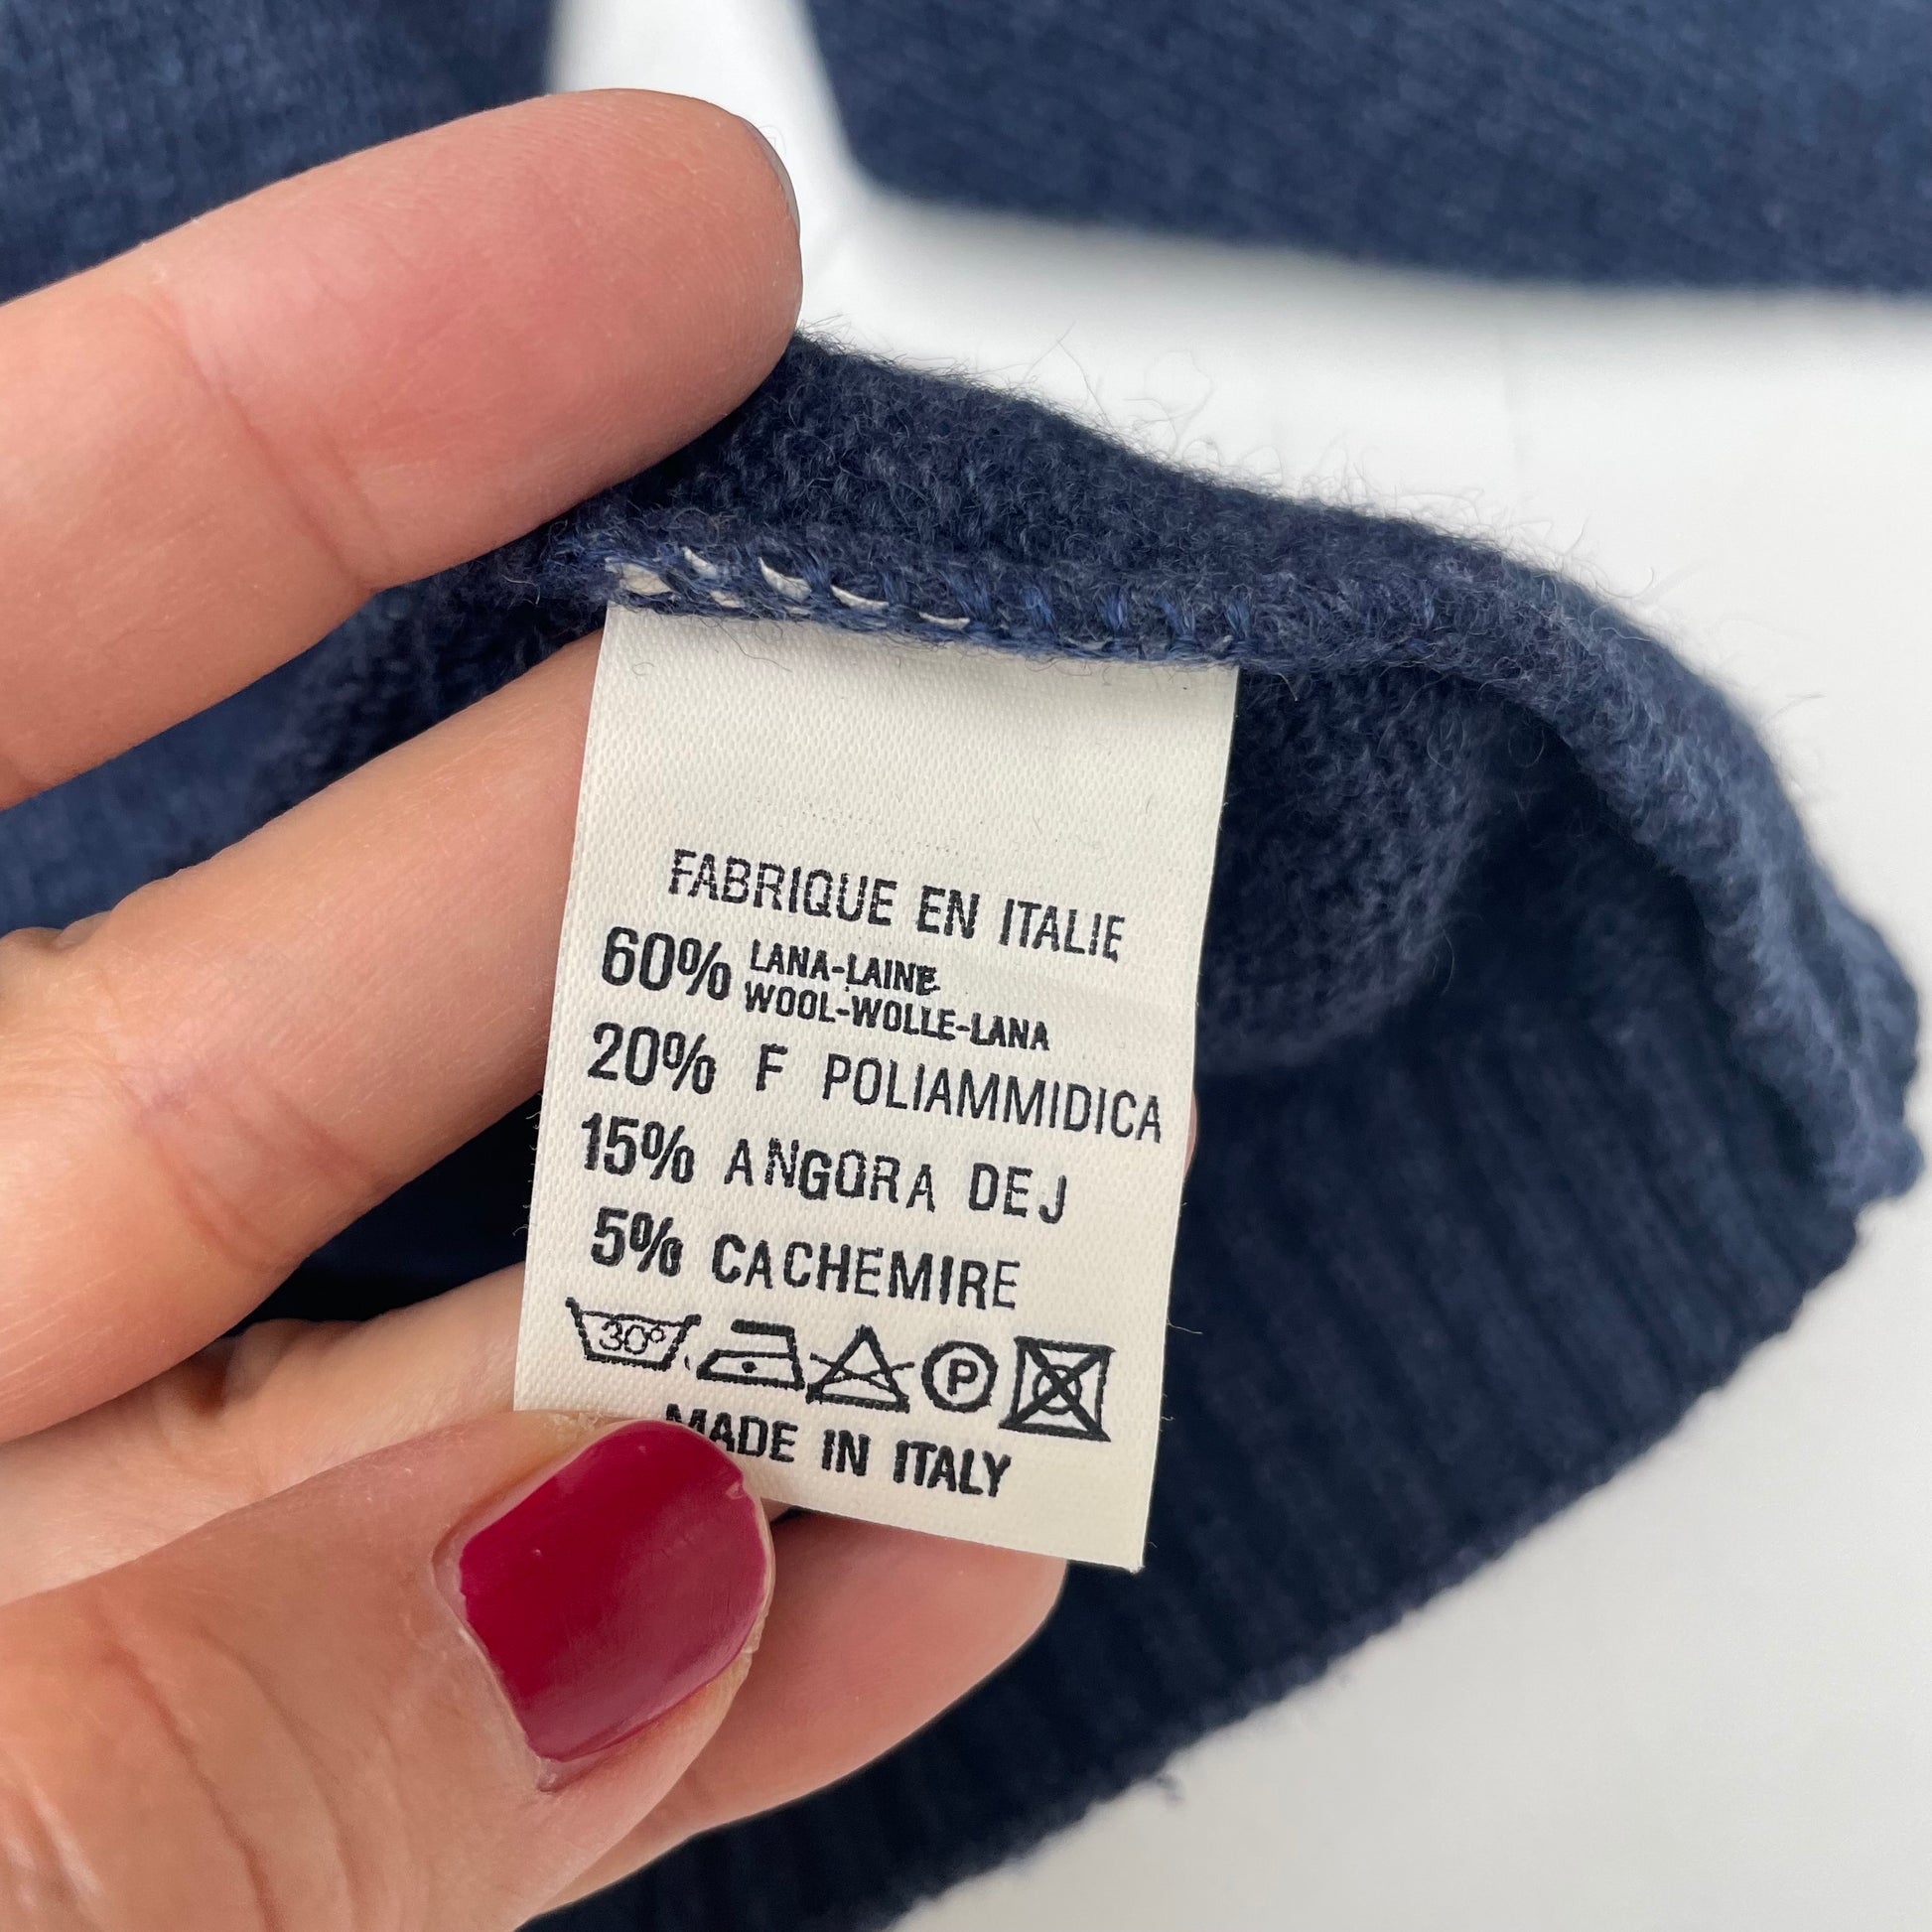 FABRIQUE EN ITALIE
60% LANA-LAINE
WOOL-WOLLE-LANA
20% F POLIAMMIDICA
15% ANGORA DEJ
5% CACHEMIRE
30° P
MADE IN ITALY